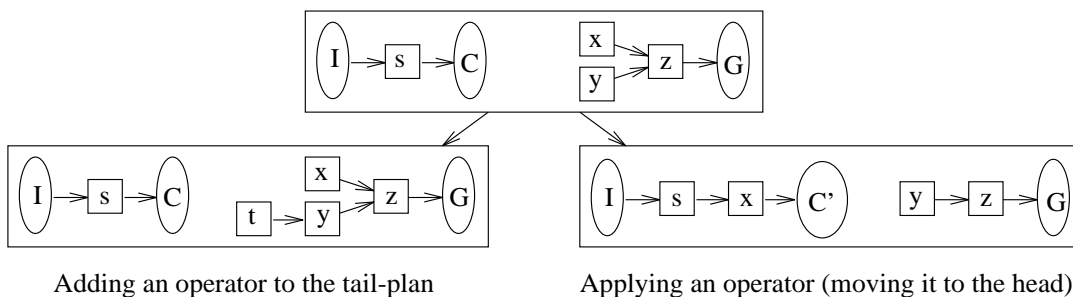 I s C x y z G
I s C x t y z G
I s x C' y z G
Adding an operator to the tail-plan
Applying an operator (moving it to the head)